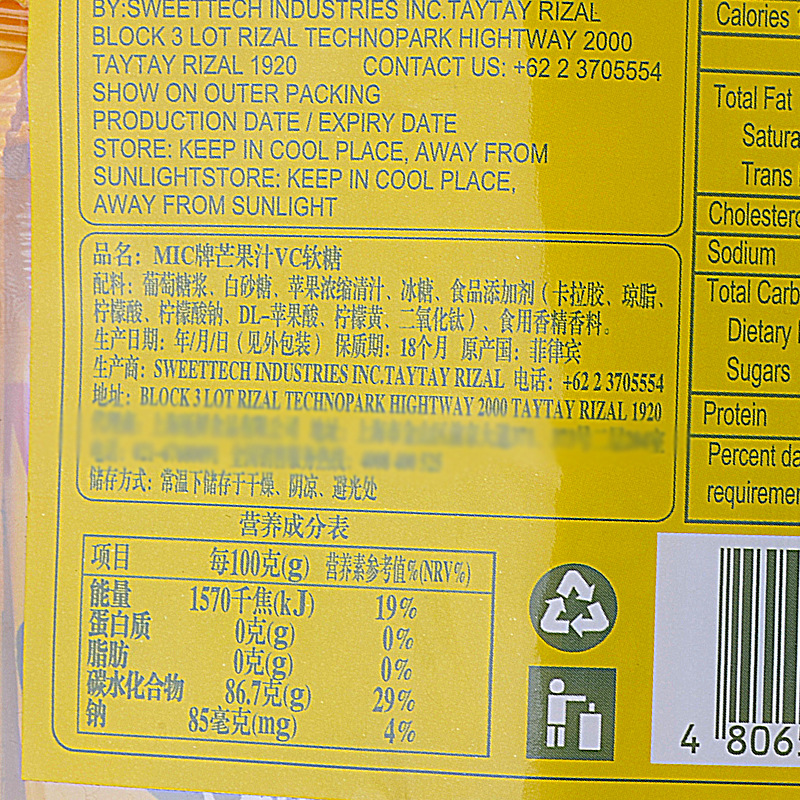 BY:SWEETTECH INDUSTRIES INC.TAYTAY RIZAL
BLOCK 3 LOT RIZAL TECHNOPARK HIGHTWAY 2000
TAYTAY RIZAL 1920 CONTACT US: +62 2 3705554
SHOW ON OUTER PACKING
PRODUCTION DATE / EXPIRY DATE
STORE: KEEP IN COOL PLACE, AWAY FROM
SUNLIGHTSTORE: KEEP IN COOL PLACE,
AWAY FROM SUNLIGHT
品名：MIC牌芒果汁VC软糖
配料：葡萄糖浆、白砂糖、苹果浓缩清汁、冰糖、食品添加剂（卡拉胶、琼脂、
柠檬酸、柠檬酸钠、DL-苹果酸、柠檬黄、二氧化钛）、食用香精香料。
生产日期：年/月/日（见外包装） 保质期：18个月 原产国：菲律宾
生产商：SWEETTECH INDUSTRIES INC.TAYTAY RIZAL 电话：+62 2 3705554
地址：BLOCK 3 LOT RIZAL TECHNOPARK HIGHTWAY 2000 TAYTAY RIZAL 1920
储存方式：常温下储存于干燥、阴凉、避光处
营养成分表
项目 每100克(g) 营养素参考值%(NRV%)
能量 1570千焦(kJ) 19%
蛋白质 0克(g) 0%
脂肪 0克(g) 0%
碳水化合物 86.7克(g) 29%
钠 85毫克(mg) 4%
Calories
Total Fat
Trans
Sodium
Total
Dietary
Sugars
Protein
Percent
4 806